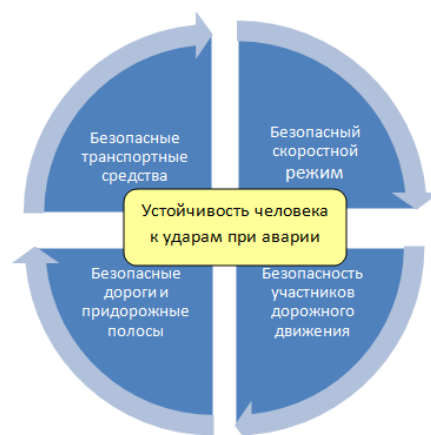 Безопасные
транспортные
средства
Безопасный
скоростной
режим
Устойчивость человека
к ударам при аварии
Безопасные
дороги и
придорожные
полосы
Безопасность
участников
дорожного
движения